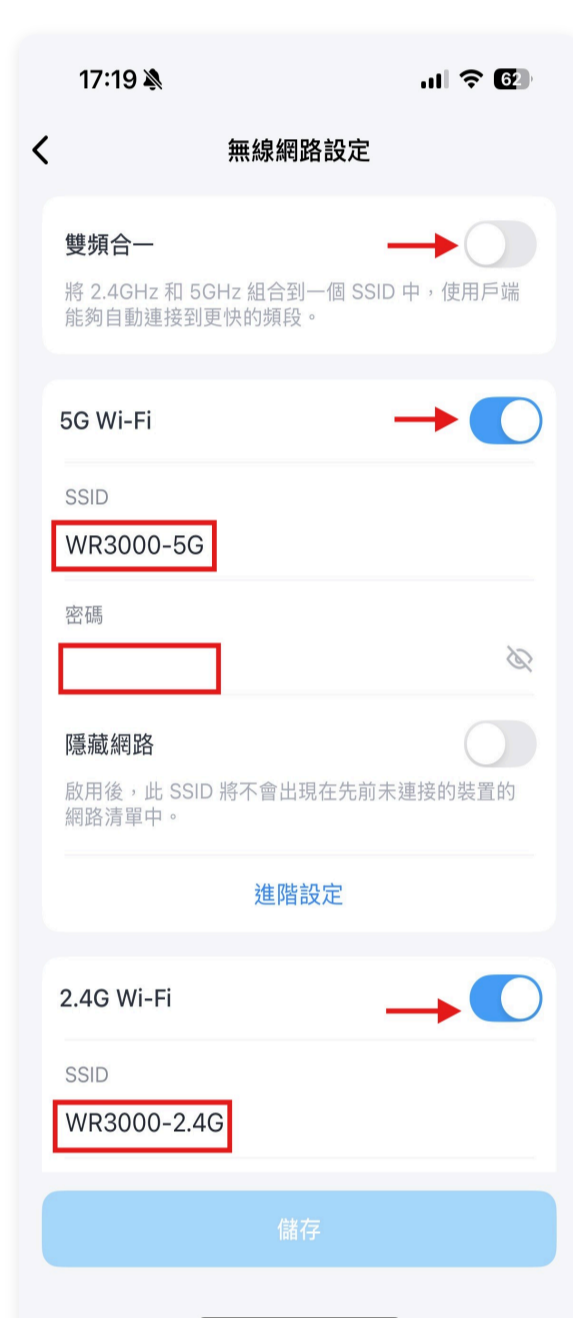 17:19
62
無線網路設定
雙頻合一
將 2.4GHz 和 5GHz 組合到一個 SSID 中，使用戶端
能夠自動連接到更快的頻段。
5G Wi-Fi
SSID
WR3000-5G
密碼
隱藏網路
啟用後，此 SSID 將不會出現在先前未連接的裝置的
網路清單中。
進階設定
2.4G Wi-Fi
SSID
WR3000-2.4G
儲存